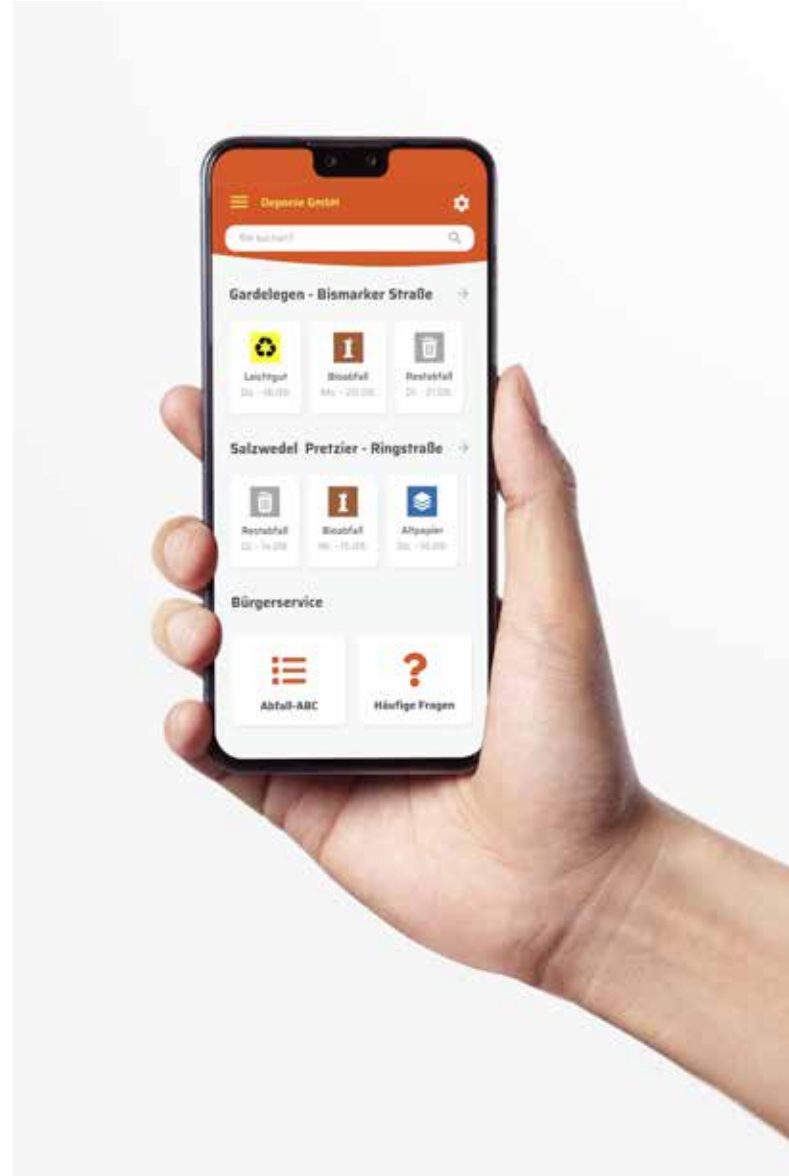 Deponie GmbH
Gardelegen - Bismarker Straße
Leichtgut Bioabfall Restabfall
Salzwedel Pretzier - Ringstraße
Restabfall Bioabfall Altpapier
Bürgerservice
Abfall-ABC Häufige Fragen